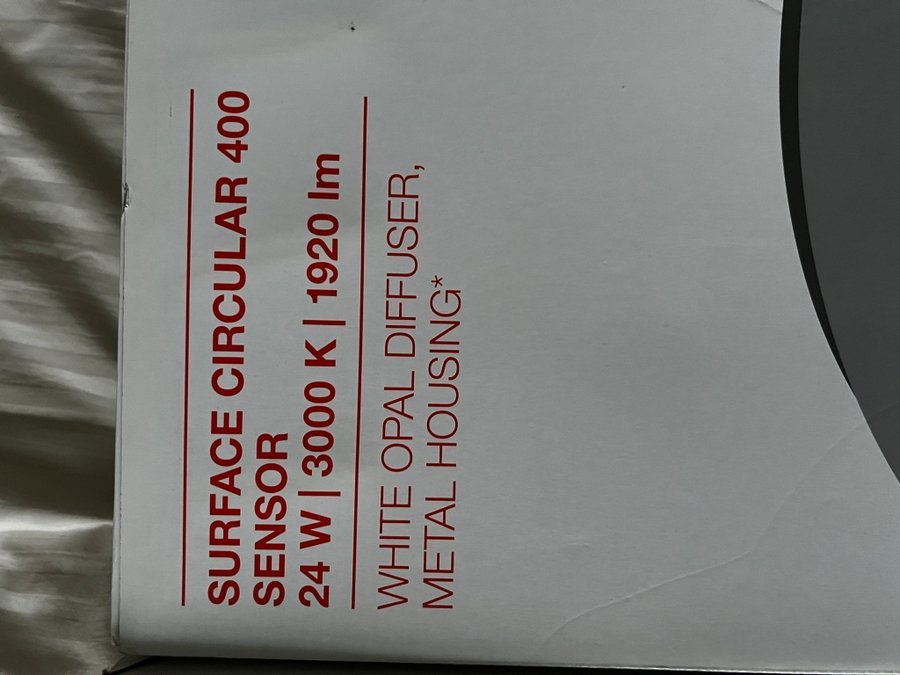 SURFACE CIRCULAR 400
SENSOR
24 W | 3000 K | 1920 lm
WHITE OPAL DIFFUSER,
METAL HOUSING*